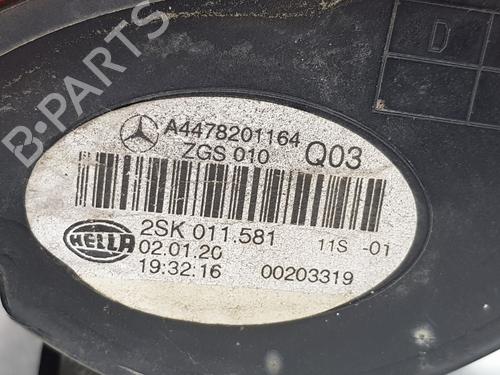 D
A4478201164
ZGS 010 Q03
HELLA 2SK 011.581 11S -01
02.01.20
19:32:16 00203319
B-PARTS